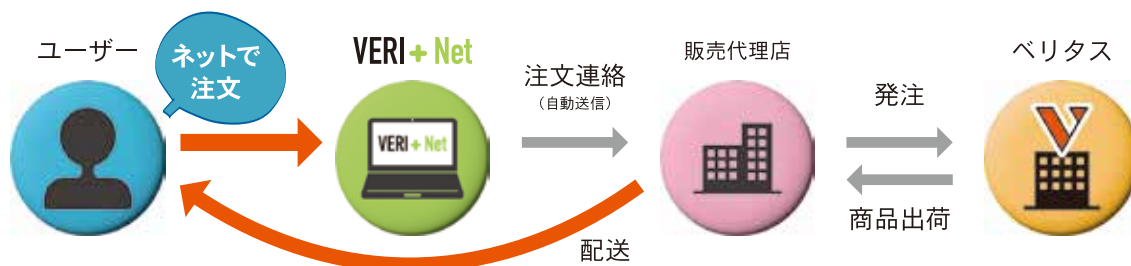 ユーザー
ネットで
注文
VERI + Net
VERI + Net
注文連絡
(自動送信)
販売代理店
発注
商品出荷
ベリタス
配送